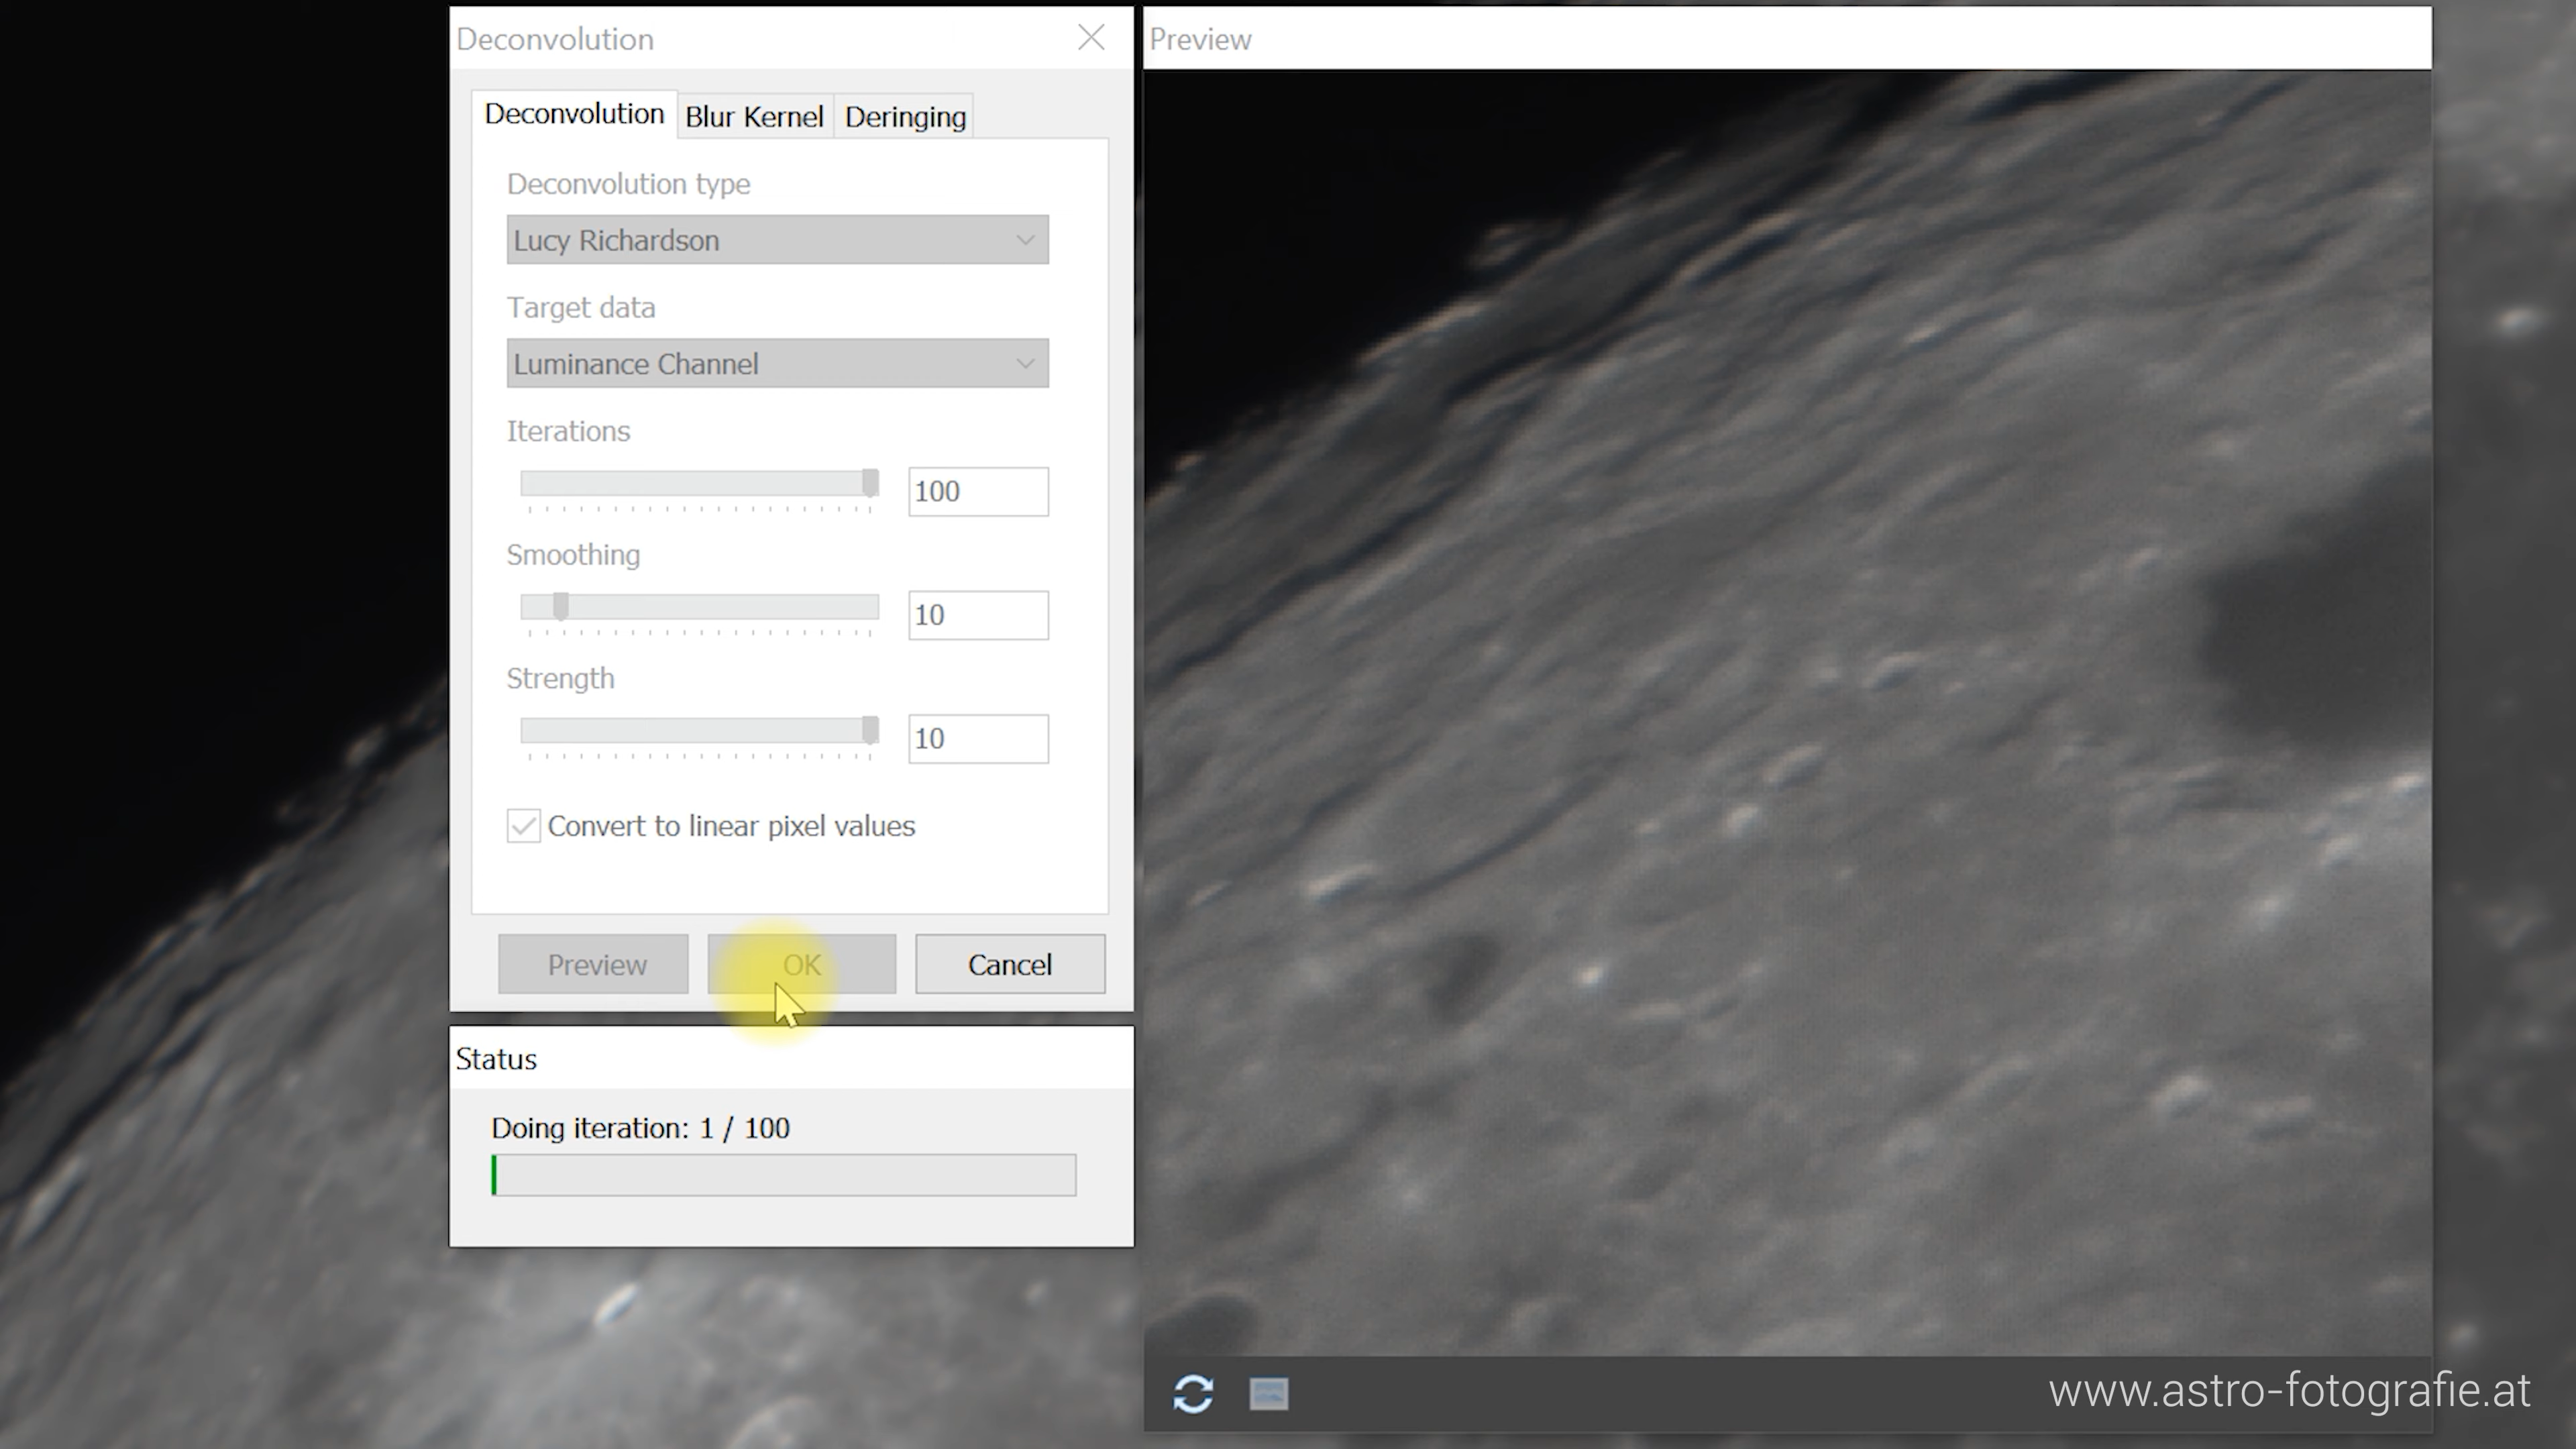 Deconvolution
Preview
Deconvolution
Blur Kernel
Deringing
Deconvolution type
Lucy Richardson
Target data
Luminance Channel
Iterations
100
Smoothing
10
Strength
10
Convert to linear pixel values
Preview
OK
Cancel
Status
Doing iteration: 1 / 100
www.astro-fotografie.at